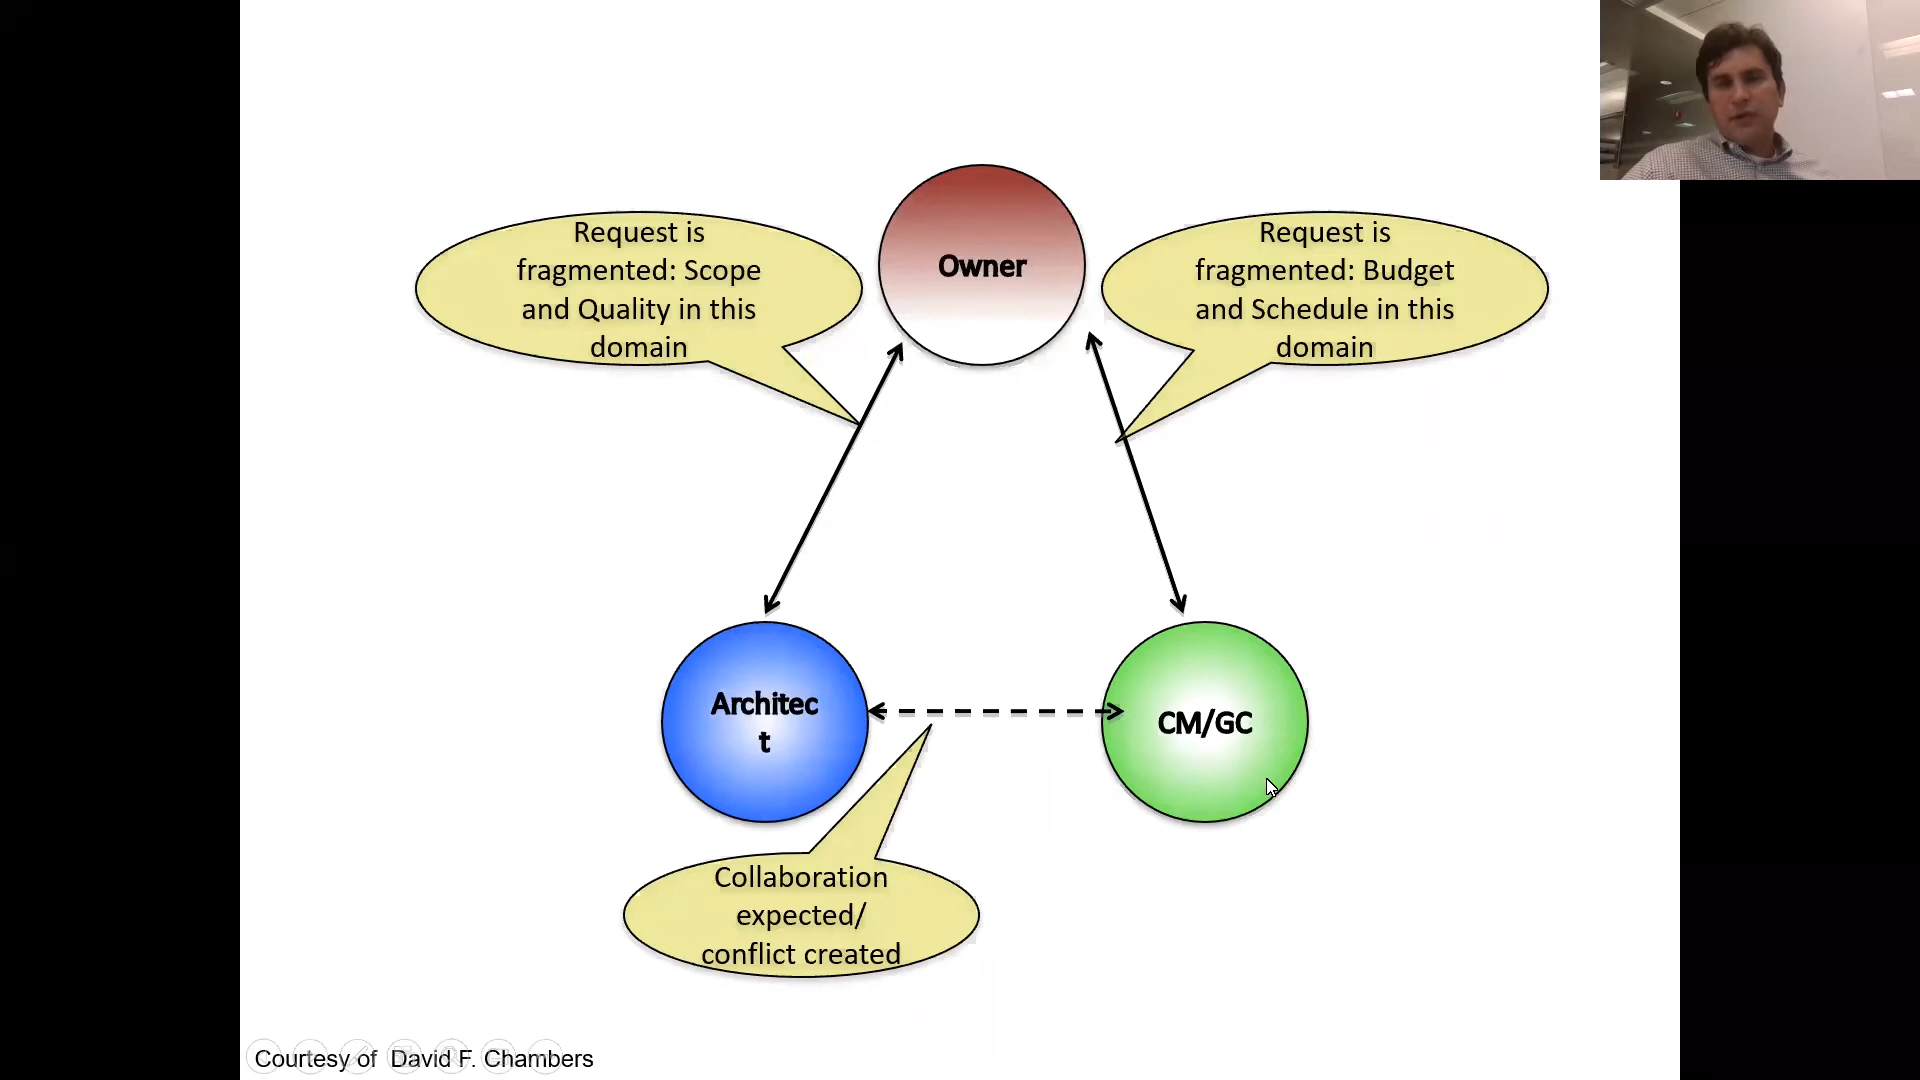 Request is
fragmented: Scope
and Quality in this
domain
Owner
Request is
fragmented: Budget
and Schedule in this
domain
Architec
t
CM/GC
Collaboration
expected/
conflict created
Courtesy of David F. Chambers